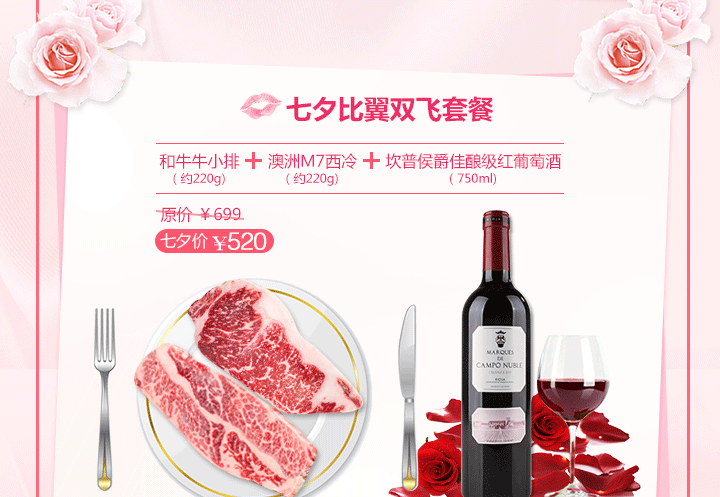 七夕比翼双飞套餐
和牛牛小排 + 澳洲M7西冷 + 坎普侯爵佳酿级红葡萄酒
( 约220g) ( 约220g) ( 750ml)
原价 ¥699
七夕价 ¥520
MARQUES
DE
CAMPO NUBLE
RIOJA